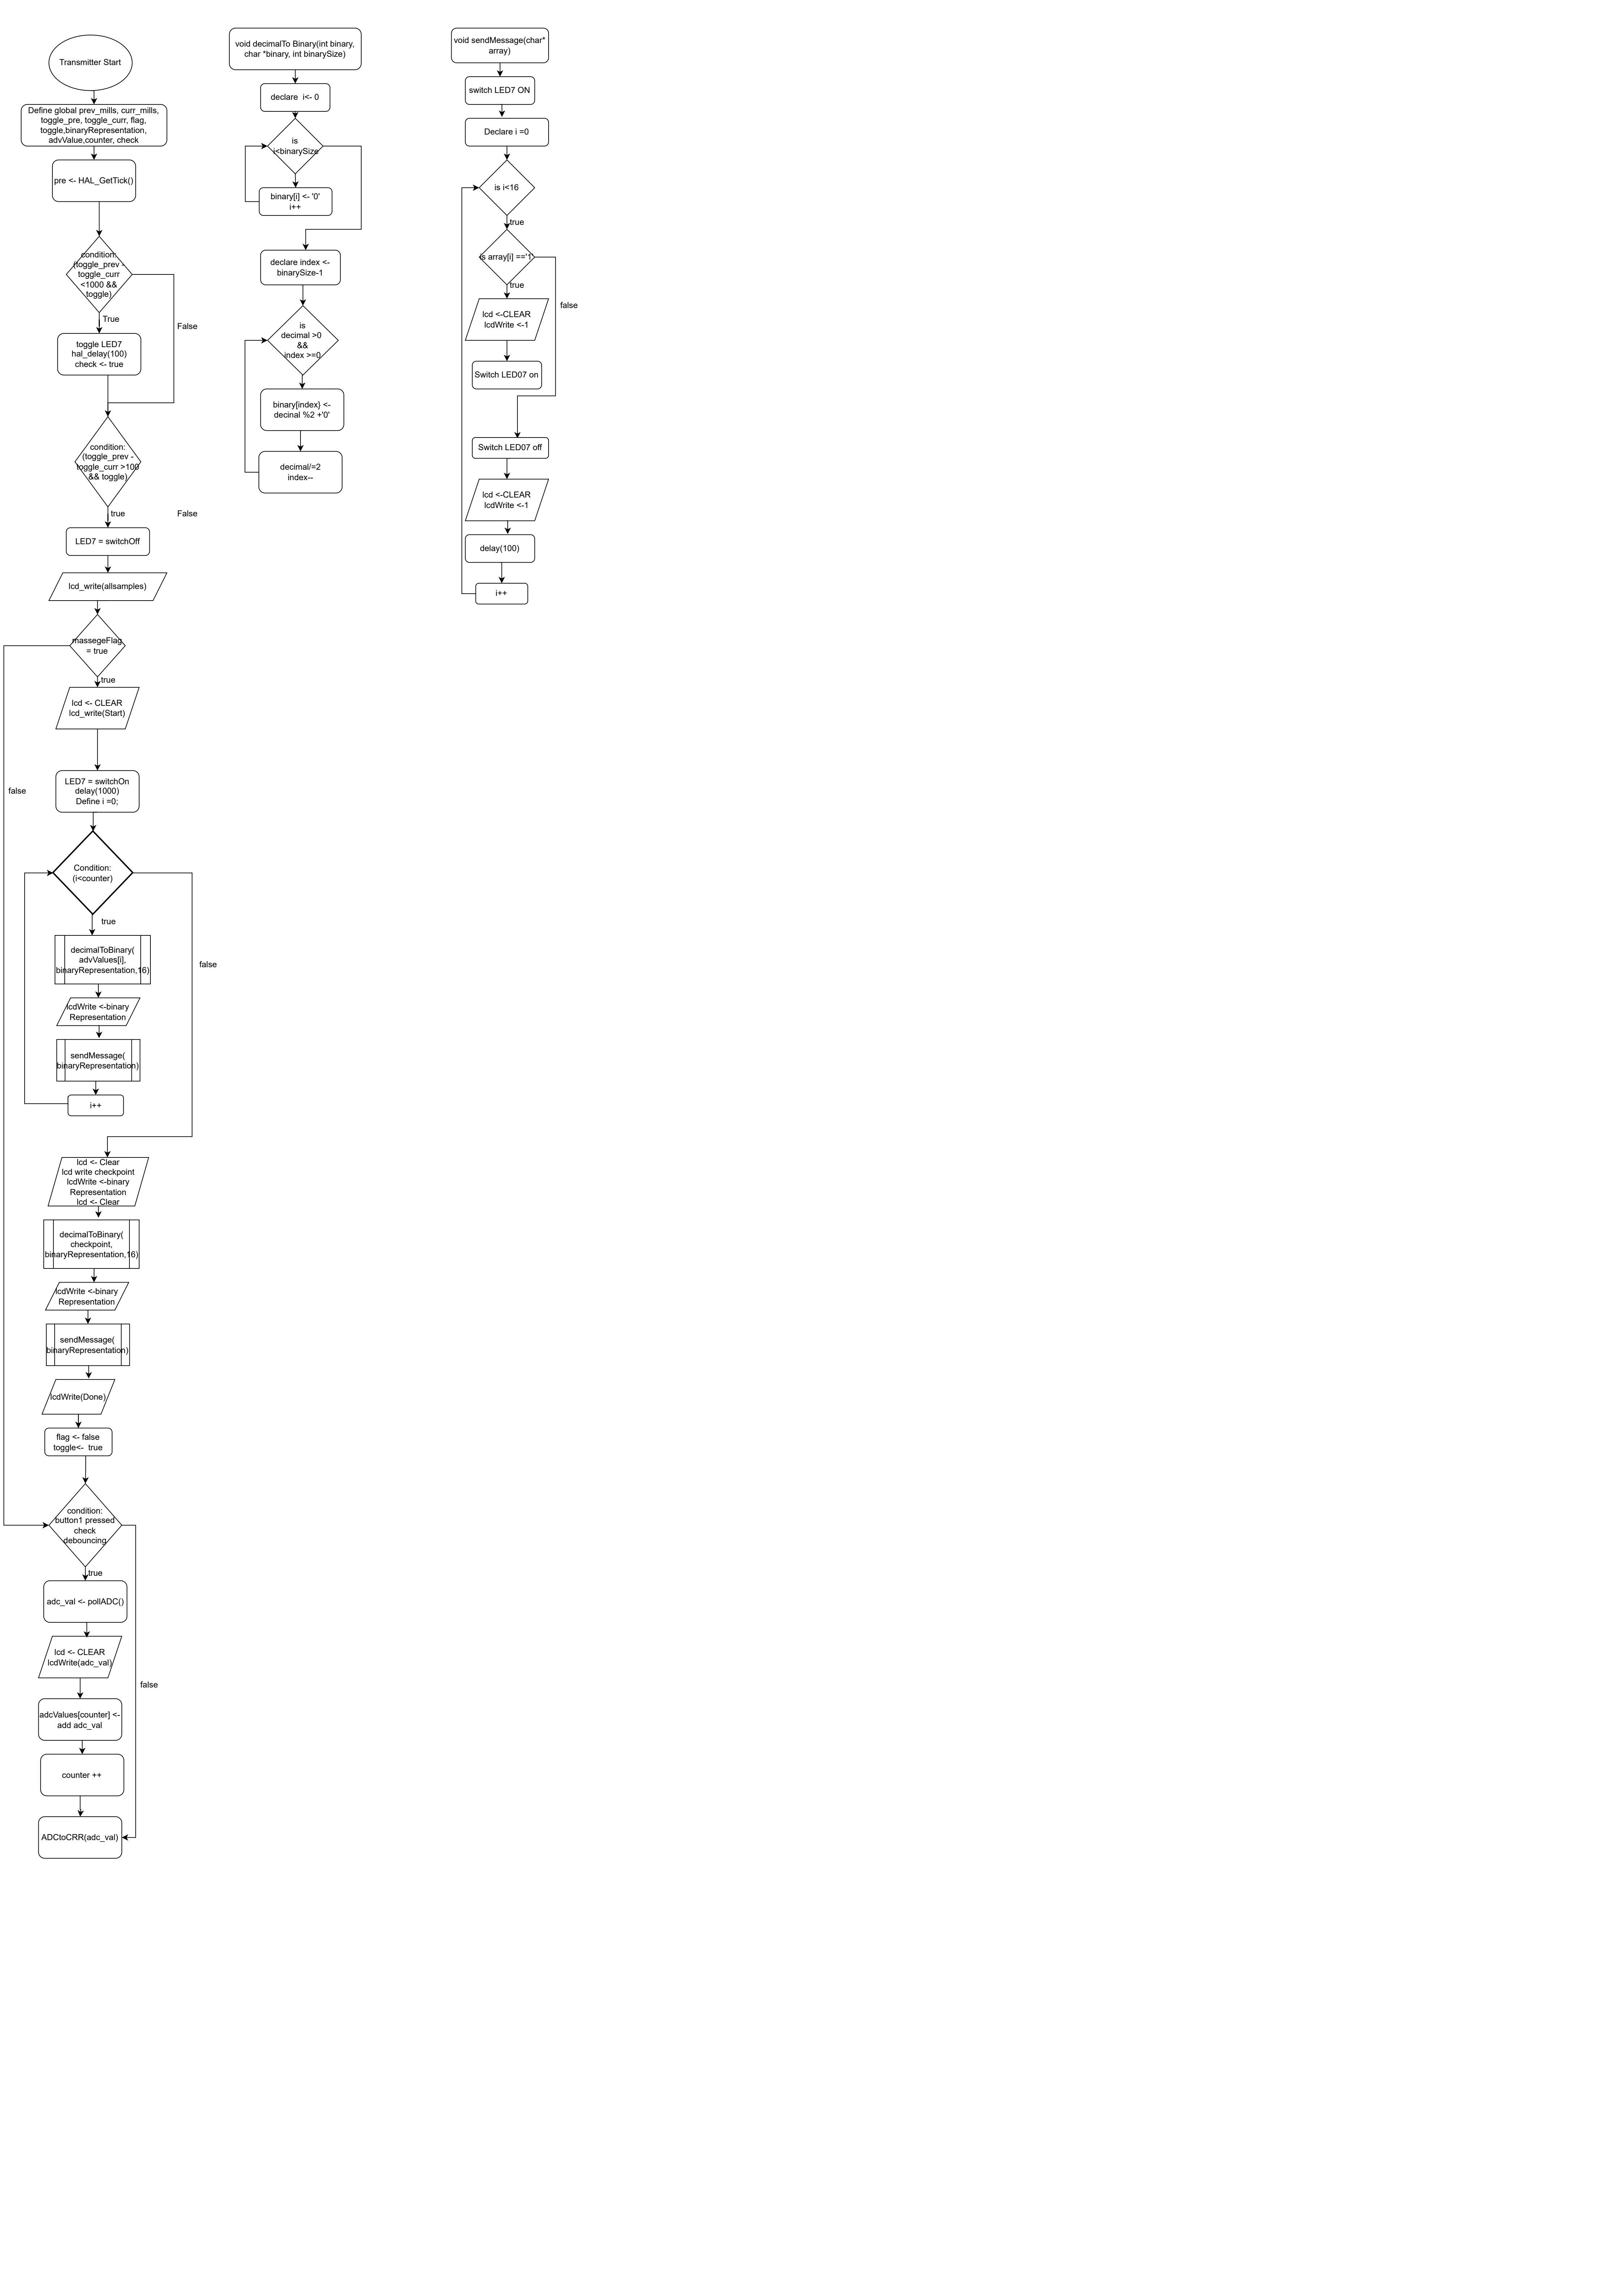 Transmitter Start
Define global prev_mills, curr_mills,
toggle_pre, toggle_curr, flag,
toggle,binaryRepresentation,
advValue,counter, check
pre <- HAL_GetTick()
condition:
(toggle_prev -
toggle_curr
<1000 &&
toggle)
True
False
toggle LED7
hal_delay(100)
check <- true
condition:
(toggle_prev -
toggle_curr >100
&& toggle)
true
False
LED7 = switchOff
lcd_write(allsamples)
massegeFlag
= true
true
false
lcd <- CLEAR
lcd_write(Start)
LED7 = switchOn
delay(1000)
Define i =0;
Condition:
(i<counter)
true
false
decimalToBinary(
advValues[i],
binaryRepresentation,16)
lcdWrite <-binary
Representation
sendMessage(
binaryRepresentation)
i++
lcd <- Clear
lcd write checkpoint
lcdWrite <-binary
Representation
lcd <- Clear
decimalToBinary(
checkpoint,
binaryRepresentation,16)
lcdWrite <-binary
Representation
sendMessage(
binaryRepresentation)
lcdWrite(Done)
flag <- false
toggle<-  true
condition:
button1 pressed
check
debouncing
true
false
adc_val <- pollADC()
lcd <- CLEAR
lcdWrite(adc_val)
adcValues[counter] <-
add adc_val
counter ++
ADCtoCRR(adc_val)
void decimalTo Binary(int binary,
char *binary, int binarySize)
declare  i<- 0
is
i<binarySize
binary[i] <- '0'
i++
declare index <-
binarySize-1
is
decimal >0
&&
index >=0
binary[index} <-
decinal %2 +'0'
decimal/=2
index--
void sendMessage(char*
array)
switch LED7 ON
Declare i =0
is i<16
true
is array[i] =='1'
true
false
lcd <-CLEAR
lcdWrite <-1
Switch LED07 on
Switch LED07 off
lcd <-CLEAR
lcdWrite <-1
delay(100)
i++